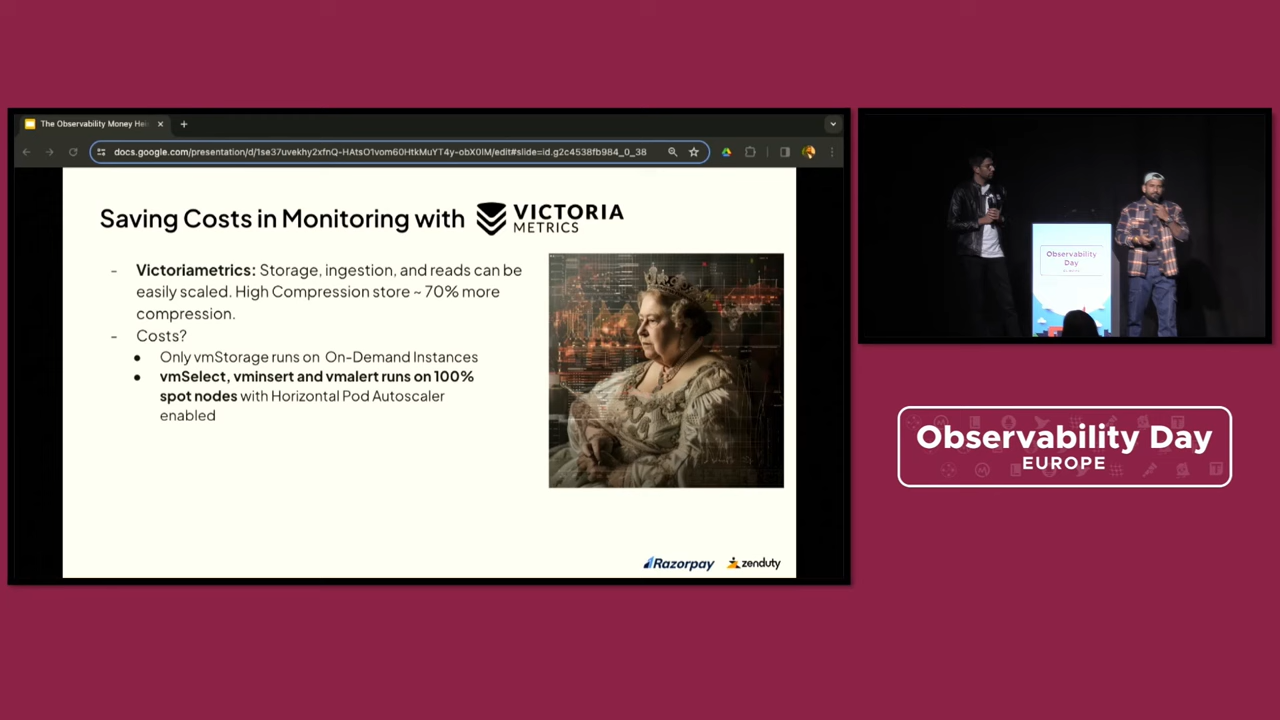 The Observability Money Hei
docs.google.com/presentation/d/1se37uvekhy2xfnQ-HAtsO1vom60HtkMuYT4y-obX0IM/edit#slide=id.g2c4538fb984_0_38
Saving Costs in Monitoring with VICTORIA METRICS
- Victoriametrics: Storage, ingestion, and reads can be
easily scaled. High Compression store ~ 70% more
compression.
- Costs?
● Only vmStorage runs on On-Demand Instances
● vmSelect, vminsert and vmalert runs on 100%
spot nodes with Horizontal Pod Autoscaler
enabled
Razorpay zenduty
Observability
Day
Observability Day
EUROPE